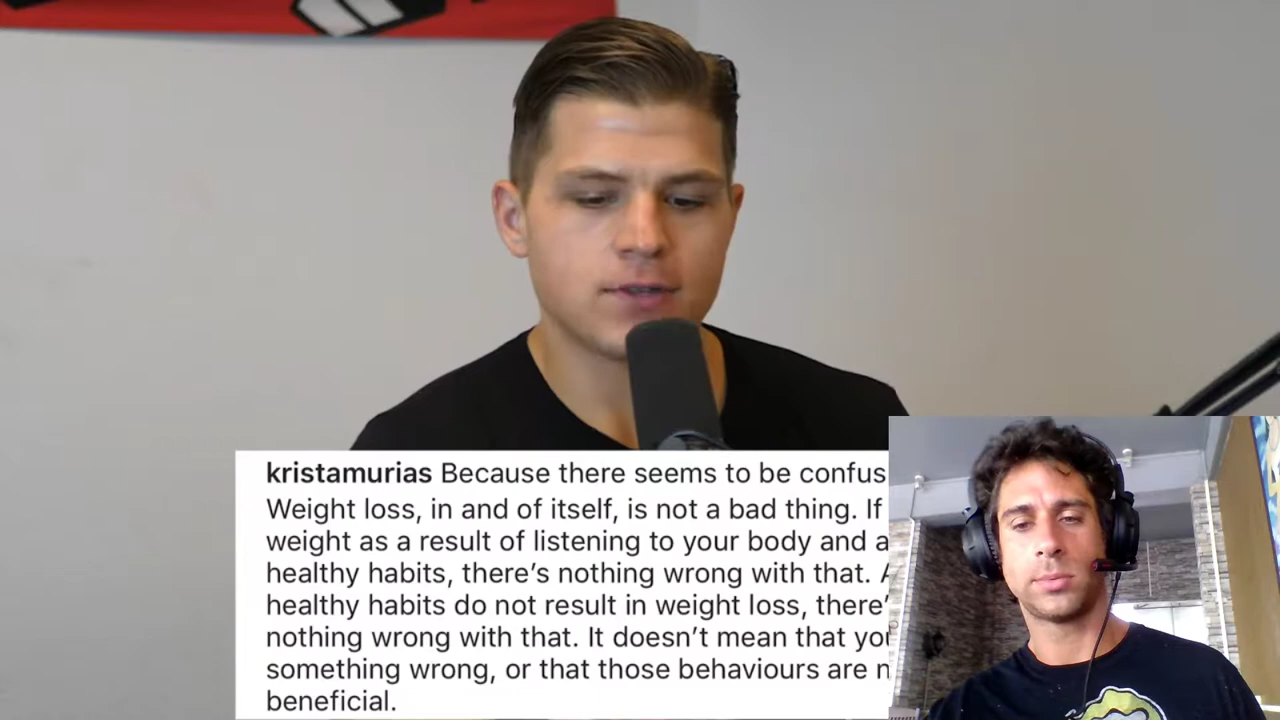 kristamurias Because there seems to be confus
Weight loss, in and of itself, is not a bad thing. If
weight as a result of listening to your body and a
healthy habits, there's nothing wrong with that.
healthy habits do not result in weight loss, there'
nothing wrong with that. It doesn't mean that you
something wrong, or that those behaviours are
beneficial.